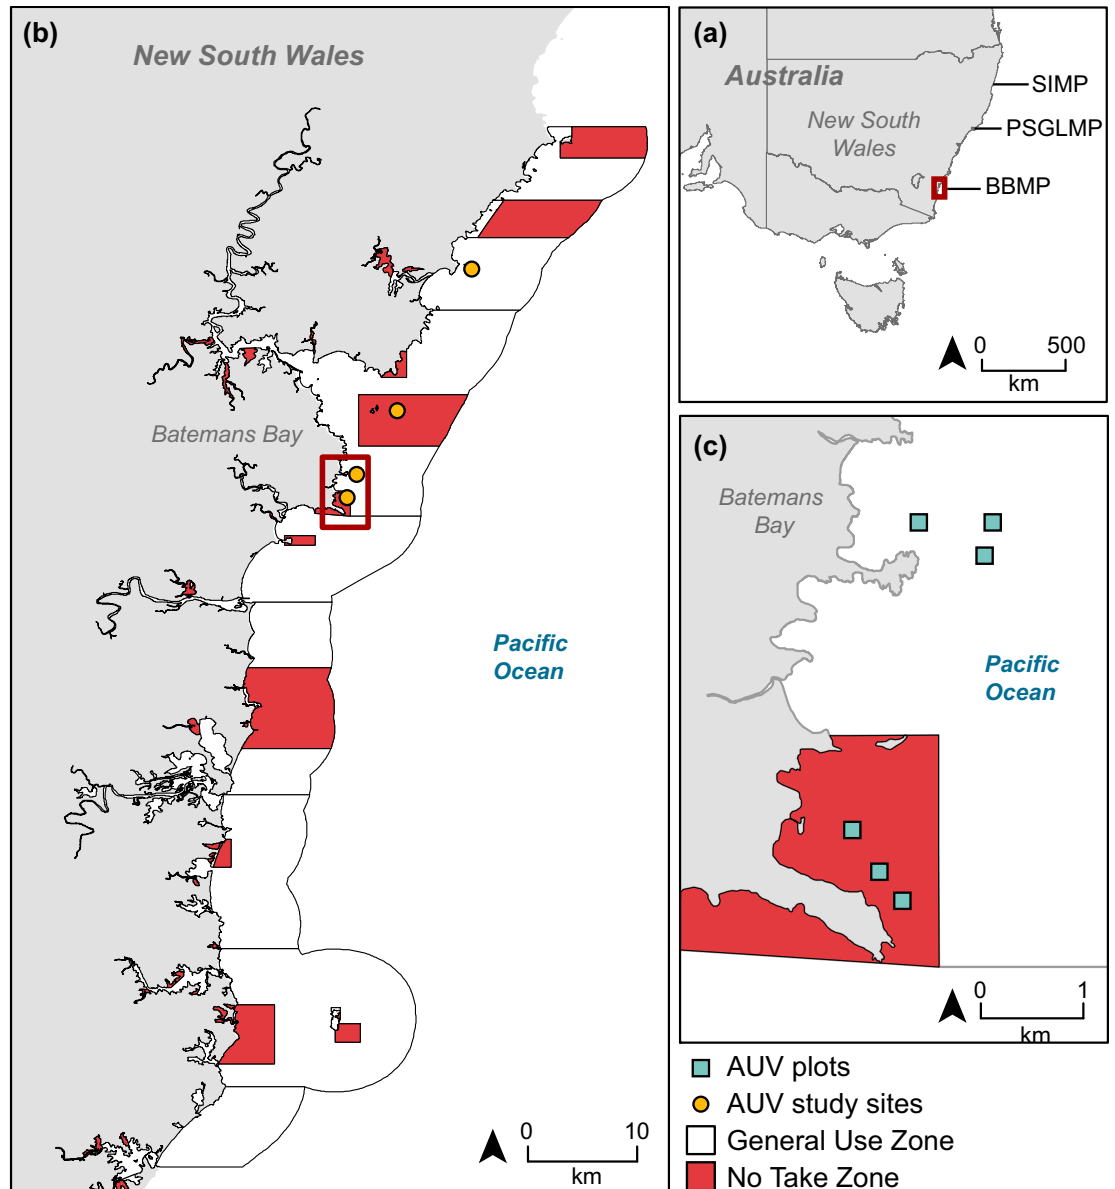 (b)
New South Wales
Batemans Bay
Pacific
Ocean
0 10
km
(a)
Australia
New South
Wales
SIMP
PSGLMP
BBMP
0 500
km
(c)
Batemans
Bay
Pacific
Ocean
0 1
km
AUV plots
AUV study sites
General Use Zone
No Take Zone